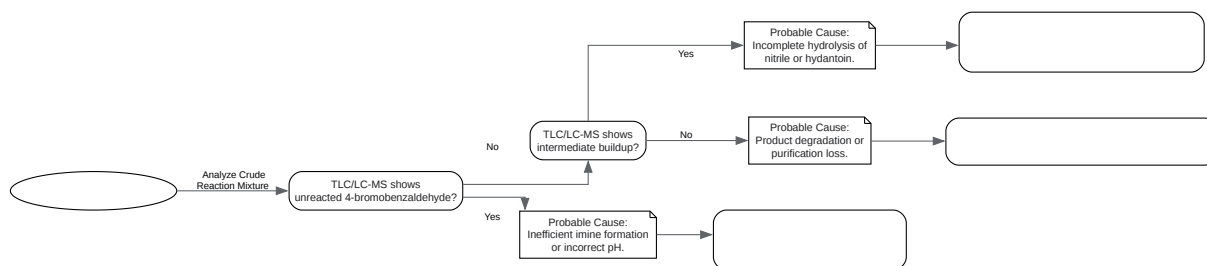 Analyze Crude
Reaction Mixture
TLC/LC-MS shows
unreacted 4-bromobenzaldehyde?
No
Yes
TLC/LC-MS shows
intermediate buildup?
Yes
No
Probable Cause:
Incomplete hydrolysis of
nitrile or hydantoin.
Probable Cause:
Product degradation or
purification loss.
Probable Cause:
Inefficient imine formation
or incorrect pH.